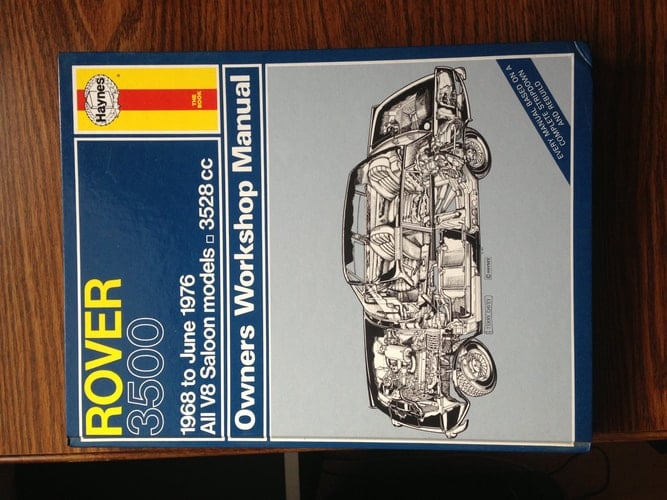 Haynes
THE
BOOK
ROVER
3500
1968 to June 1976
All V8 Saloon models □ 3528 cc
Owners Workshop Manual
EVERY MANUAL BASED ON A
COMPLETE STRIPDOWN
AND REBUILD